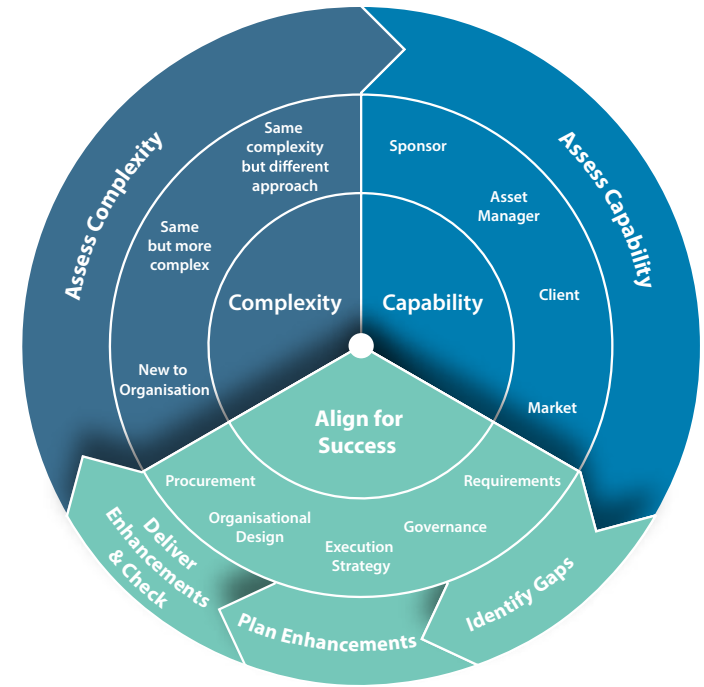 Assess Complexity
Same
complexity
but different
approach
Same
but more
complex
New to
Organisation
Complexity
Assess Capability
Sponsor
Asset
Manager
Client
Market
Capability
Align for
Success
Requirements
Governance
Execution
Strategy
Organisational
Design
Procurement
Identify Gaps
Plan Enhancements
Deliver
Enhancements
& Check